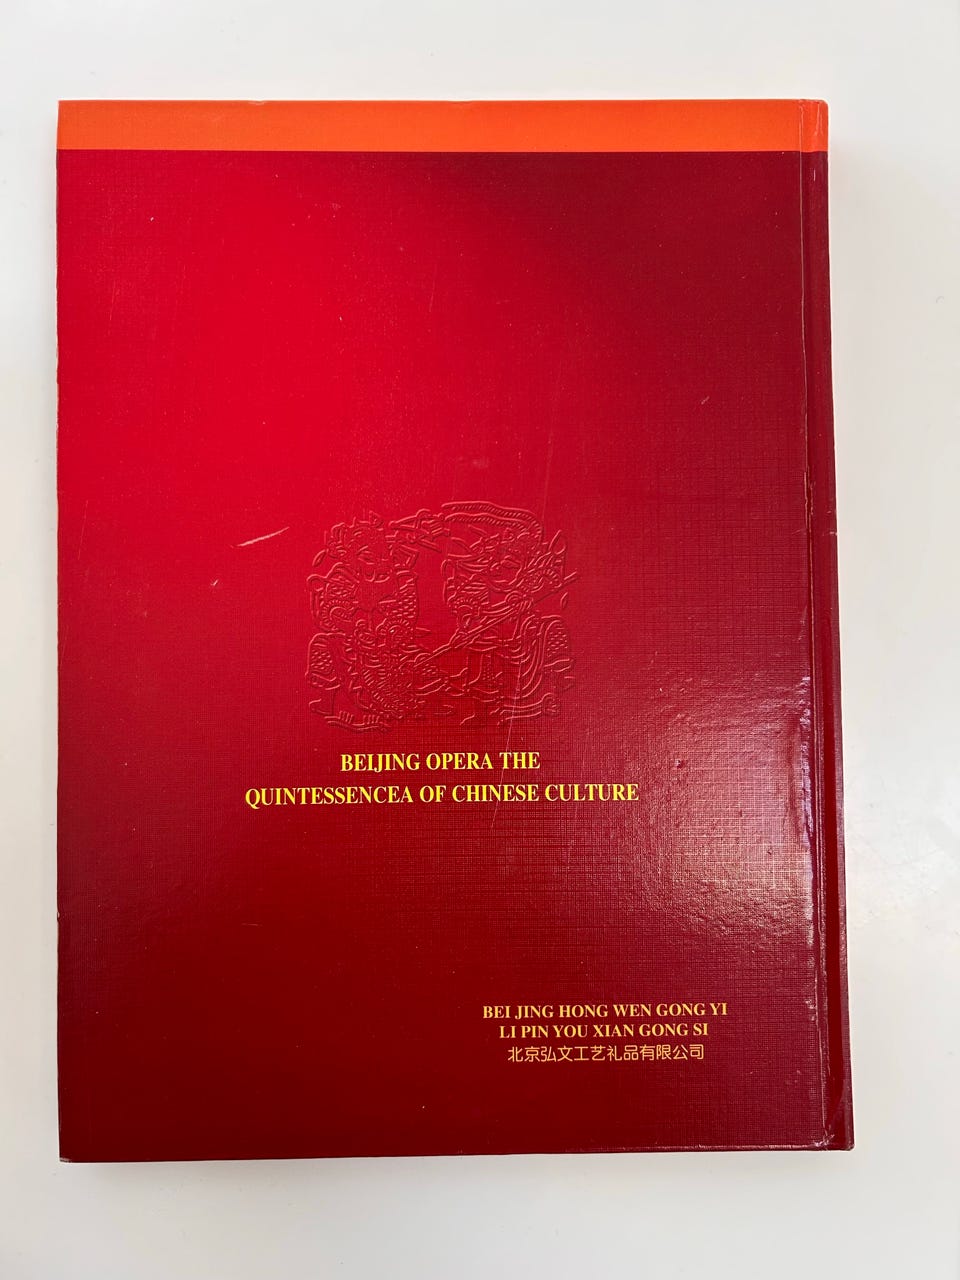 BEIJING OPERA THE
QUINTESSENCEA OF CHINESE CULTURE
BEI JING HONG WEN GONG YI
LI PIN YOU XIAN GONG SI
北京弘文工艺礼品有限公司